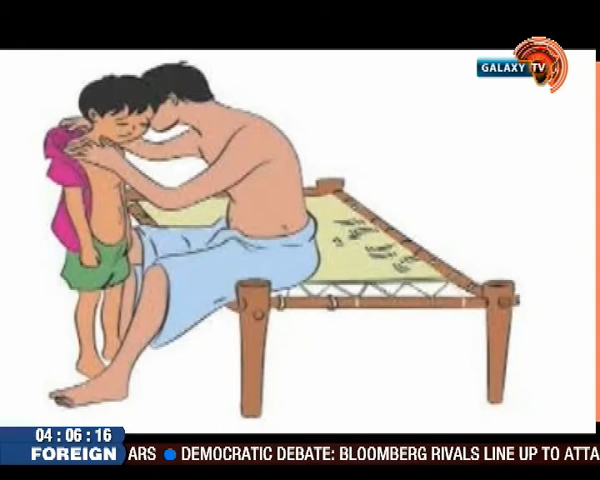 GALAXY TV
04:06:16
FOREIGN
ARS DEMOCRATIC DEBATE: BLOOMBERG RIVALS LINE UP TO ATTA